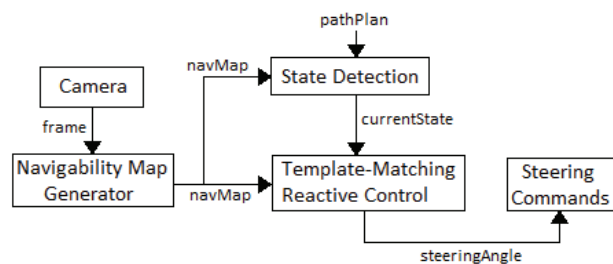 pathPlan
navMap
State Detection
Camera
frame
currentState
Navigability Map
Generator
navMap
Template-Matching
Reactive Control
Steering
Commands
steeringAngle